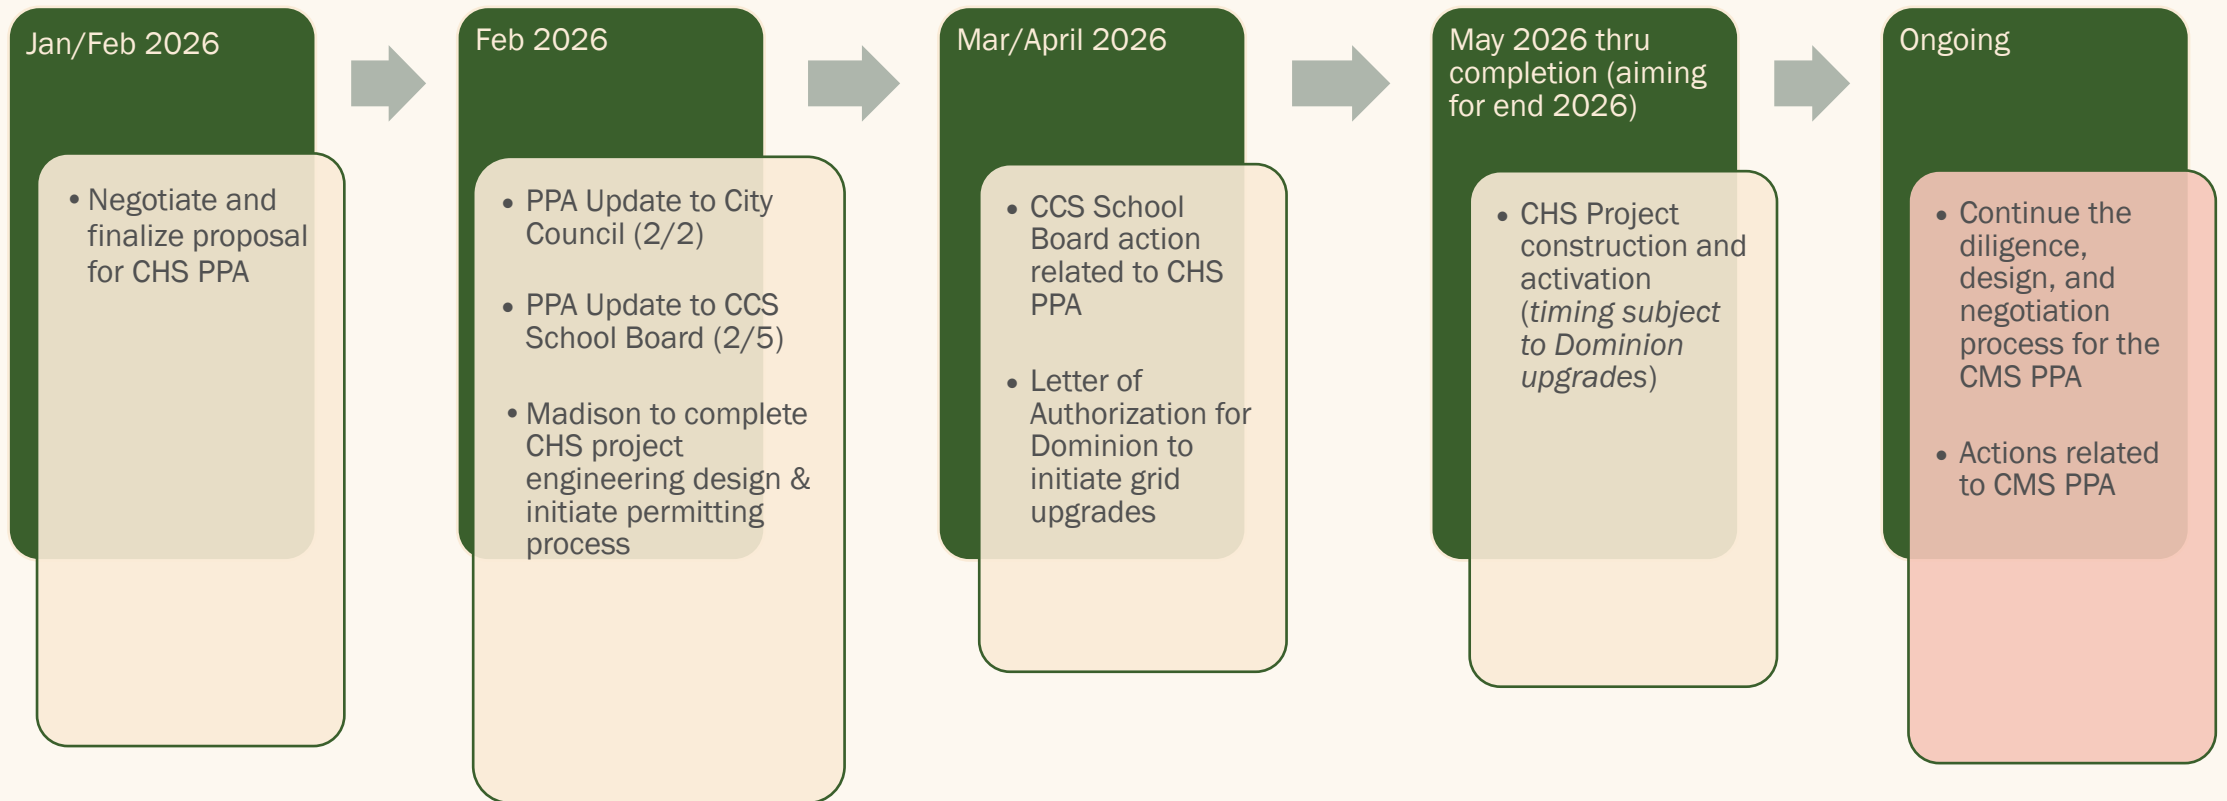 Jan/Feb 2026
• Negotiate and
finalize proposal
for CHS PPA
Feb 2026
• PPA Update to City
Council (2/2)
• PPA Update to CCS
School Board (2/5)
• Madison to complete
CHS project
engineering design &
initiate permitting
process
Mar/April 2026
• CCS School
Board action
related to CHS
PPA
• Letter of
Authorization for
Dominion to
initiate grid
upgrades
May 2026 thru
completion (aiming
for end 2026)
• CHS Project
construction and
activation
(timing subject
to Dominion
upgrades)
Ongoing
• Continue the
diligence,
design, and
negotiation
process for the
CMS PPA
• Actions related
to CMS PPA